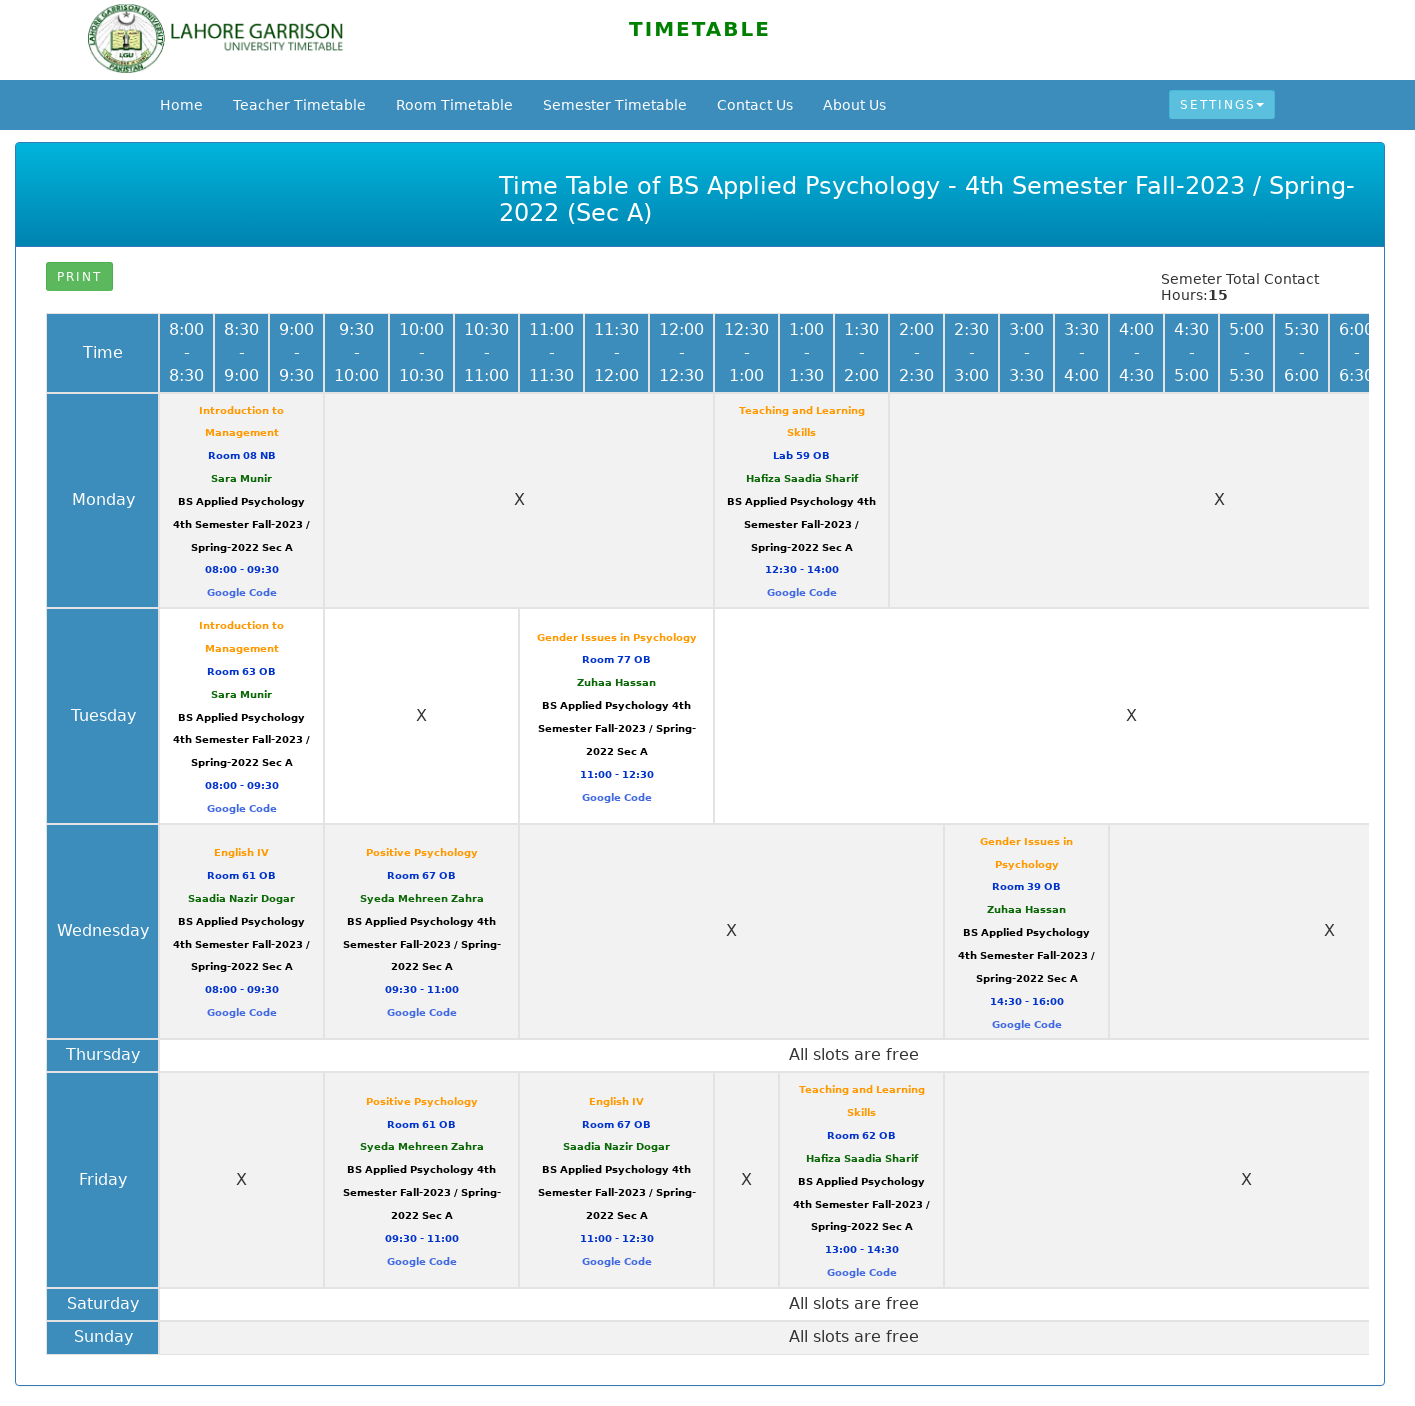 LAHORE GARRISON UNIVERSITY
LGU
PAKISTAN
LAHORE GARRISON
UNIVERSITY TIMETABLE
TIMETABLE
Home Teacher Timetable Room Timetable Semester Timetable Contact Us About Us SETTINGS
Time Table of BS Applied Psychology - 4th Semester Fall-2023 / Spring-
2022 (Sec A)
PRINT
Semeter Total Contact
Hours:15
Time
8:00 - 8:30
8:30 - 9:00
9:00 - 9:30
9:30 - 10:00
10:00 - 10:30
10:30 - 11:00
11:00 - 11:30
11:30 - 12:00
12:00 - 12:30
12:30 - 1:00
1:00 - 1:30
1:30 - 2:00
2:00 - 2:30
2:30 - 3:00
3:00 - 3:30
3:30 - 4:00
4:00 - 4:30
4:30 - 5:00
5:00 - 5:30
5:30 - 6:00
6:00 - 6:30
Monday
Introduction to
Management
Room 08 NB
Sara Munir
BS Applied Psychology
4th Semester Fall-2023 /
Spring-2022 Sec A
08:00 - 09:30
Google Code
X
Teaching and Learning
Skills
Lab 59 OB
Hafiza Saadia Sharif
BS Applied Psychology 4th
Semester Fall-2023 /
Spring-2022 Sec A
12:30 - 14:00
Google Code
X
Tuesday
Introduction to
Management
Room 63 OB
Sara Munir
BS Applied Psychology
4th Semester Fall-2023 /
Spring-2022 Sec A
08:00 - 09:30
Google Code
X
Gender Issues in Psychology
Room 77 OB
Zuhaa Hassan
BS Applied Psychology 4th
Semester Fall-2023 / Spring-
2022 Sec A
11:00 - 12:30
Google Code
X
Wednesday
English IV
Room 61 OB
Saadia Nazir Dogar
BS Applied Psychology
4th Semester Fall-2023 /
Spring-2022 Sec A
08:00 - 09:30
Google Code
Positive Psychology
Room 67 OB
Syeda Mehreen Zahra
BS Applied Psychology 4th
Semester Fall-2023 / Spring-
2022 Sec A
09:30 - 11:00
Google Code
X
Gender Issues in
Psychology
Room 39 OB
Zuhaa Hassan
BS Applied Psychology
4th Semester Fall-2023 /
Spring-2022 Sec A
14:30 - 16:00
Google Code
X
Thursday
All slots are free
Friday
X
Positive Psychology
Room 61 OB
Syeda Mehreen Zahra
BS Applied Psychology 4th
Semester Fall-2023 / Spring-
2022 Sec A
09:30 - 11:00
Google Code
English IV
Room 67 OB
Saadia Nazir Dogar
BS Applied Psychology 4th
Semester Fall-2023 / Spring-
2022 Sec A
11:00 - 12:30
Google Code
X
Teaching and Learning
Skills
Room 62 OB
Hafiza Saadia Sharif
BS Applied Psychology
4th Semester Fall-2023 /
Spring-2022 Sec A
13:00 - 14:30
Google Code
X
Saturday
All slots are free
Sunday
All slots are free